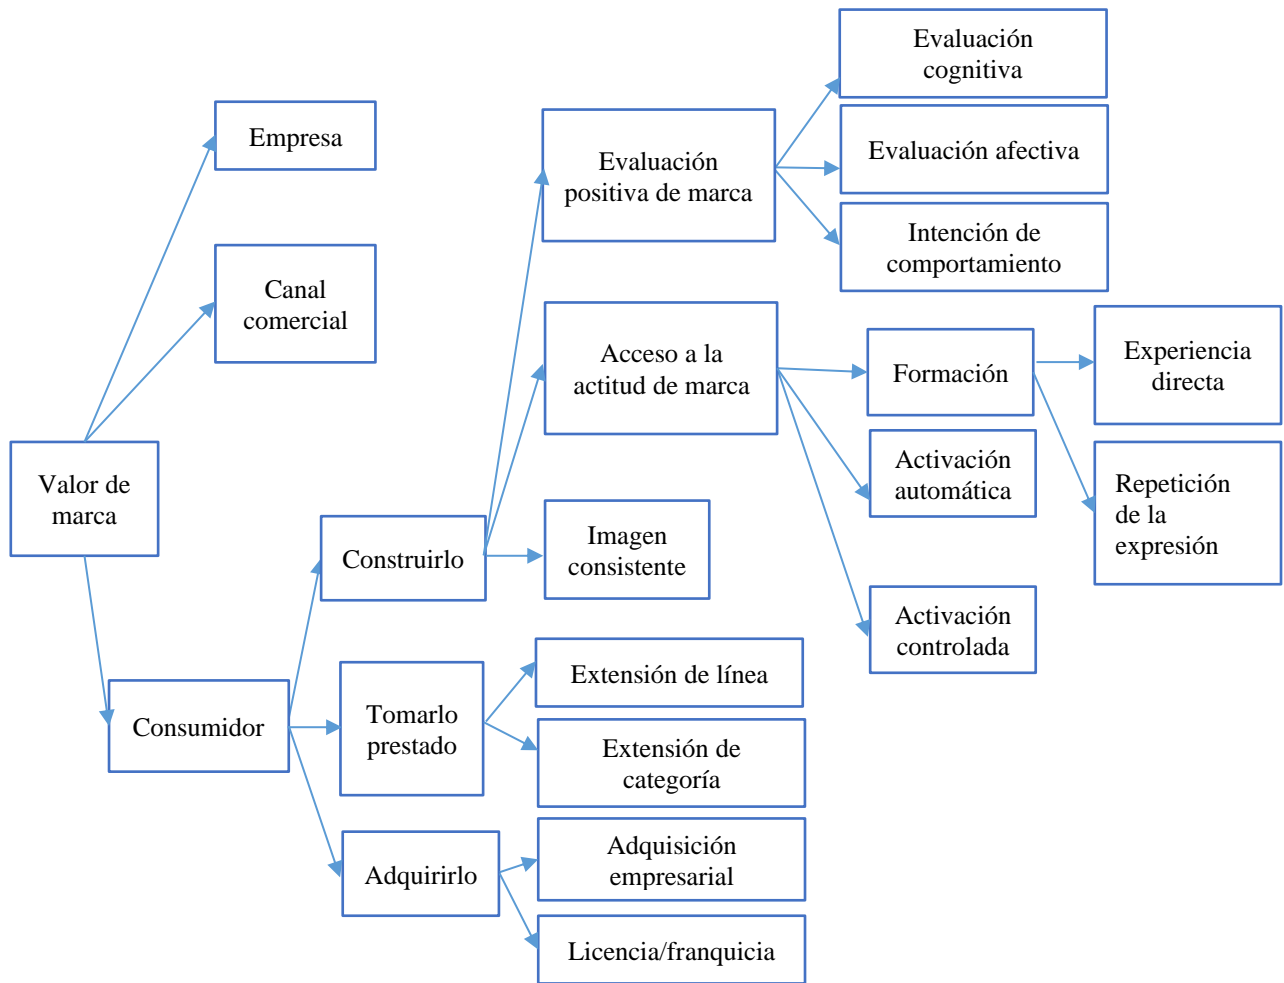 Evaluación
cognitiva
Empresa
Evaluación
positiva de marca
Evaluación afectiva
Intención de
comportamiento
Canal
comercial
Acceso a la
actitud de marca
Formación
Experiencia
directa
Valor de
marca
Activación
automática
Repetición
de la
expresión
Construirlo
Imagen
consistente
Activación
controlada
Consumidor
Tomarlo
prestado
Extensión de línea
Extensión de
categoría
Adquirirlo
Adquisición
empresarial
Licencia/franquicia